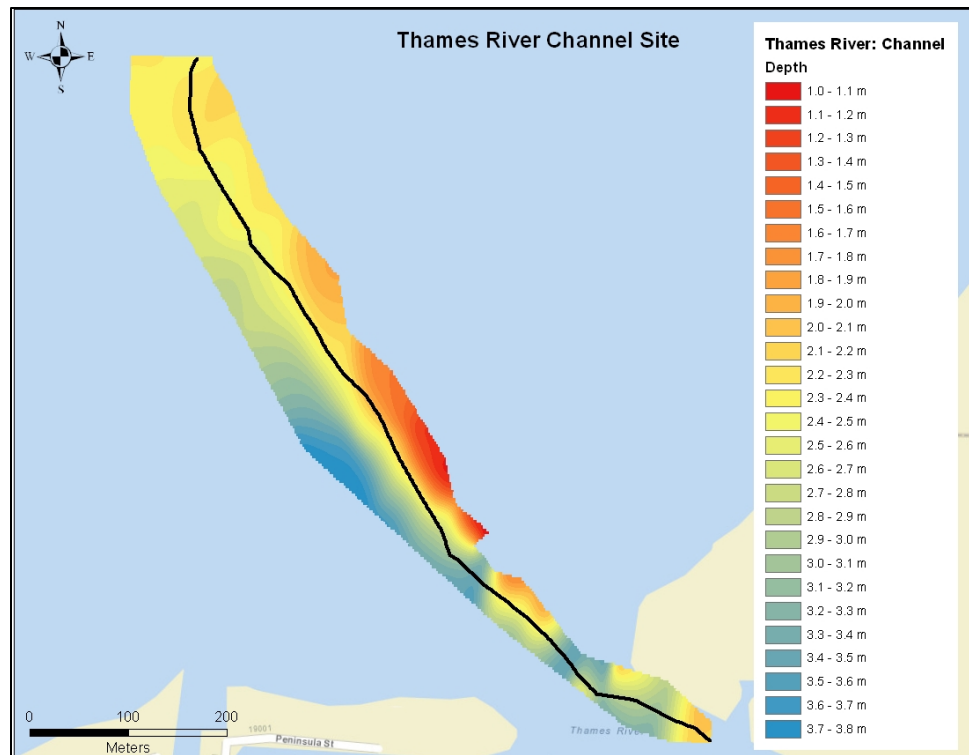 Thames River Channel Site
N
W E
S
Thames River: Channel
Depth
1.0 - 1.1 m
1.1 - 1.2 m
1.2 - 1.3 m
1.3 - 1.4 m
1.4 - 1.5 m
1.5 - 1.6 m
1.6 - 1.7 m
1.7 - 1.8 m
1.8 - 1.9 m
1.9 - 2.0 m
2.0 - 2.1 m
2.1 - 2.2 m
2.2 - 2.3 m
2.3 - 2.4 m
2.4 - 2.5 m
2.5 - 2.6 m
2.6 - 2.7 m
2.7 - 2.8 m
2.8 - 2.9 m
2.9 - 3.0 m
3.0 - 3.1 m
3.1 - 3.2 m
3.2 - 3.3 m
3.3 - 3.4 m
3.4 - 3.5 m
3.5 - 3.6 m
3.6 - 3.7 m
3.7 - 3.8 m
0 100 200
Meters
19001
Peninsula St
Thames River